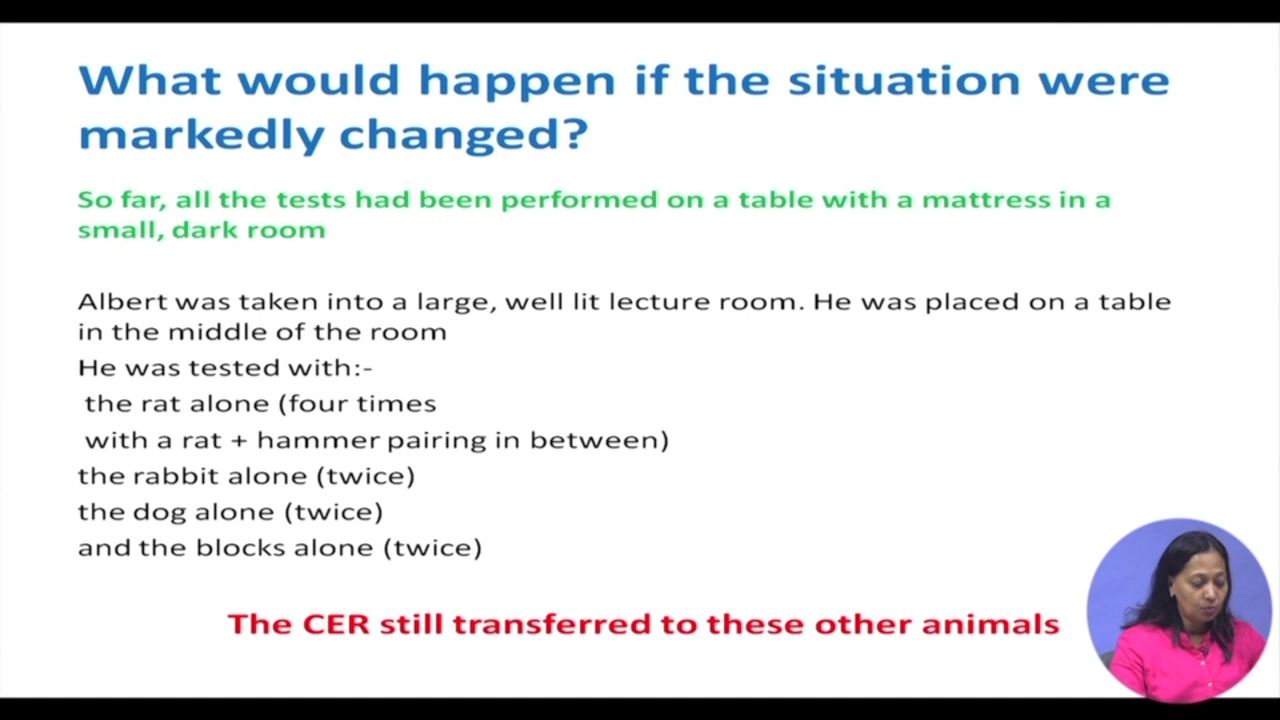 What would happen if the situation were
markedly changed?
So far, all the tests had been performed on a table with a mattress in a
small, dark room
Albert was taken into a large, well lit lecture room. He was placed on a table
in the middle of the room
He was tested with:-
the rat alone (four times
with a rat + hammer pairing in between)
the rabbit alone (twice)
the dog alone (twice)
and the blocks alone (twice)
The CER still transferred to these other animals